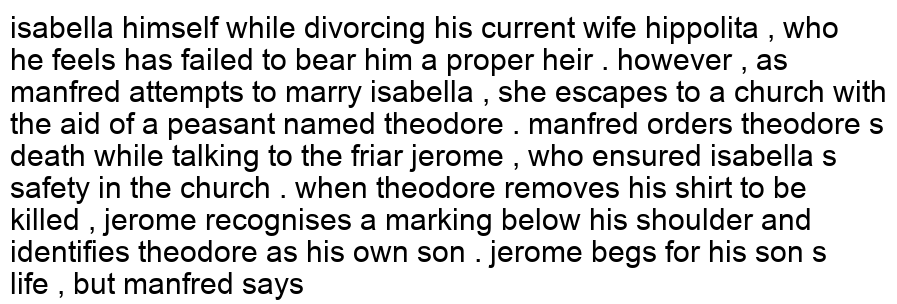 isabella himself while divorcing his current wife hippolita , who
he feels has failed to bear him a proper heir . however , as
manfred attempts to marry isabella , she escapes to a church with
the aid of a peasant named theodore . manfred orders theodore s
death while talking to the friar jerome , who ensured isabella s
safety in the church . when theodore removes his shirt to be
killed , jerome recognises a marking below his shoulder and
identifies theodore as his own son . jerome begs for his son s
life , but manfred says